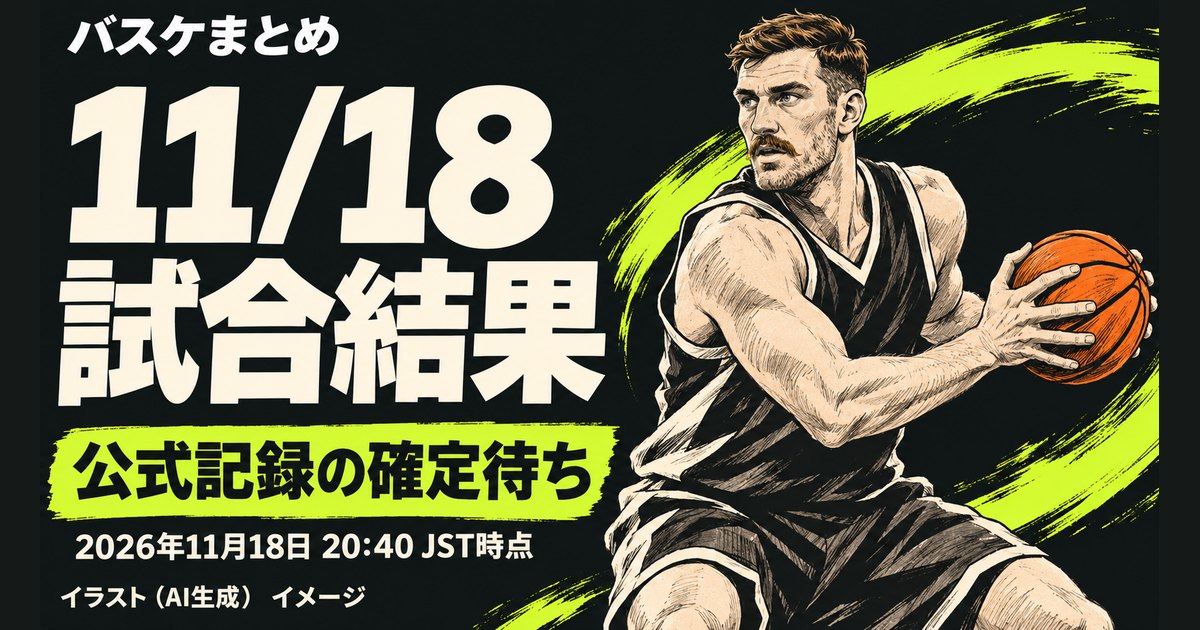 バスケまとめ
11/18
試合結果
公式記録の確定待ち
2026年11月18日 20:40 JST時点
イラスト（AI生成） イメージ